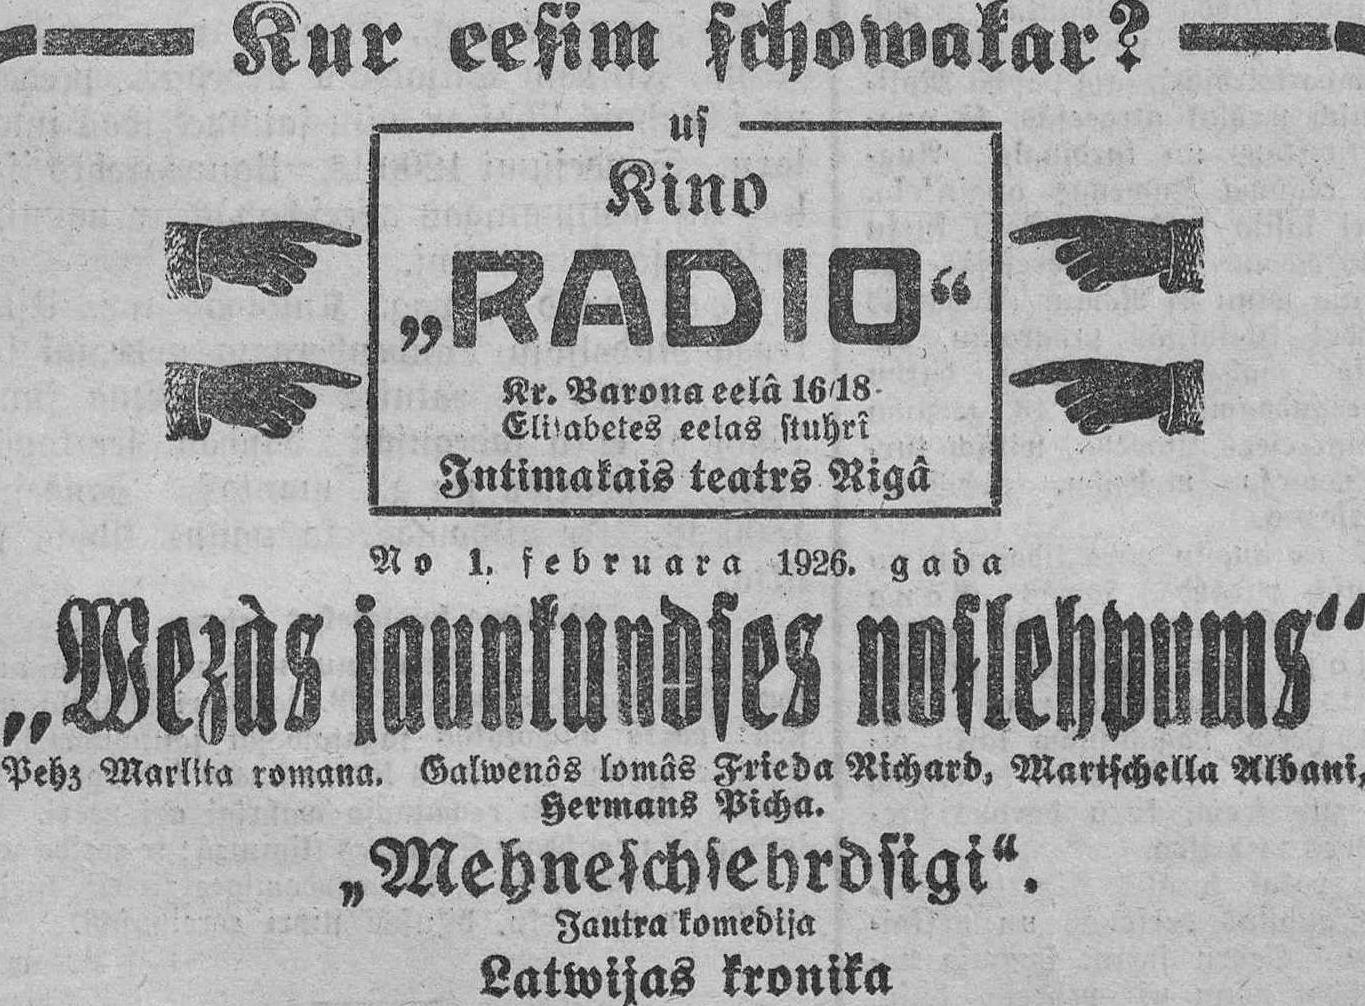 Kur eesim schowakar?
us
Kino
„RADIO“
Kr. Barona eelâ 16/18
Elisabetes eelas stuhrî
Intimakais teatrs Rigâ
No 1. februara 1926. gada
„Wezàs jaunkundses noslehpums“
Pehz Marlita romana. Galwenôs lomâs Frieda Richard, Martschella Albani,
Hermans Picha.
„Mehneschsehrdsigi“.
Jautra komedija
Latwijas kronika